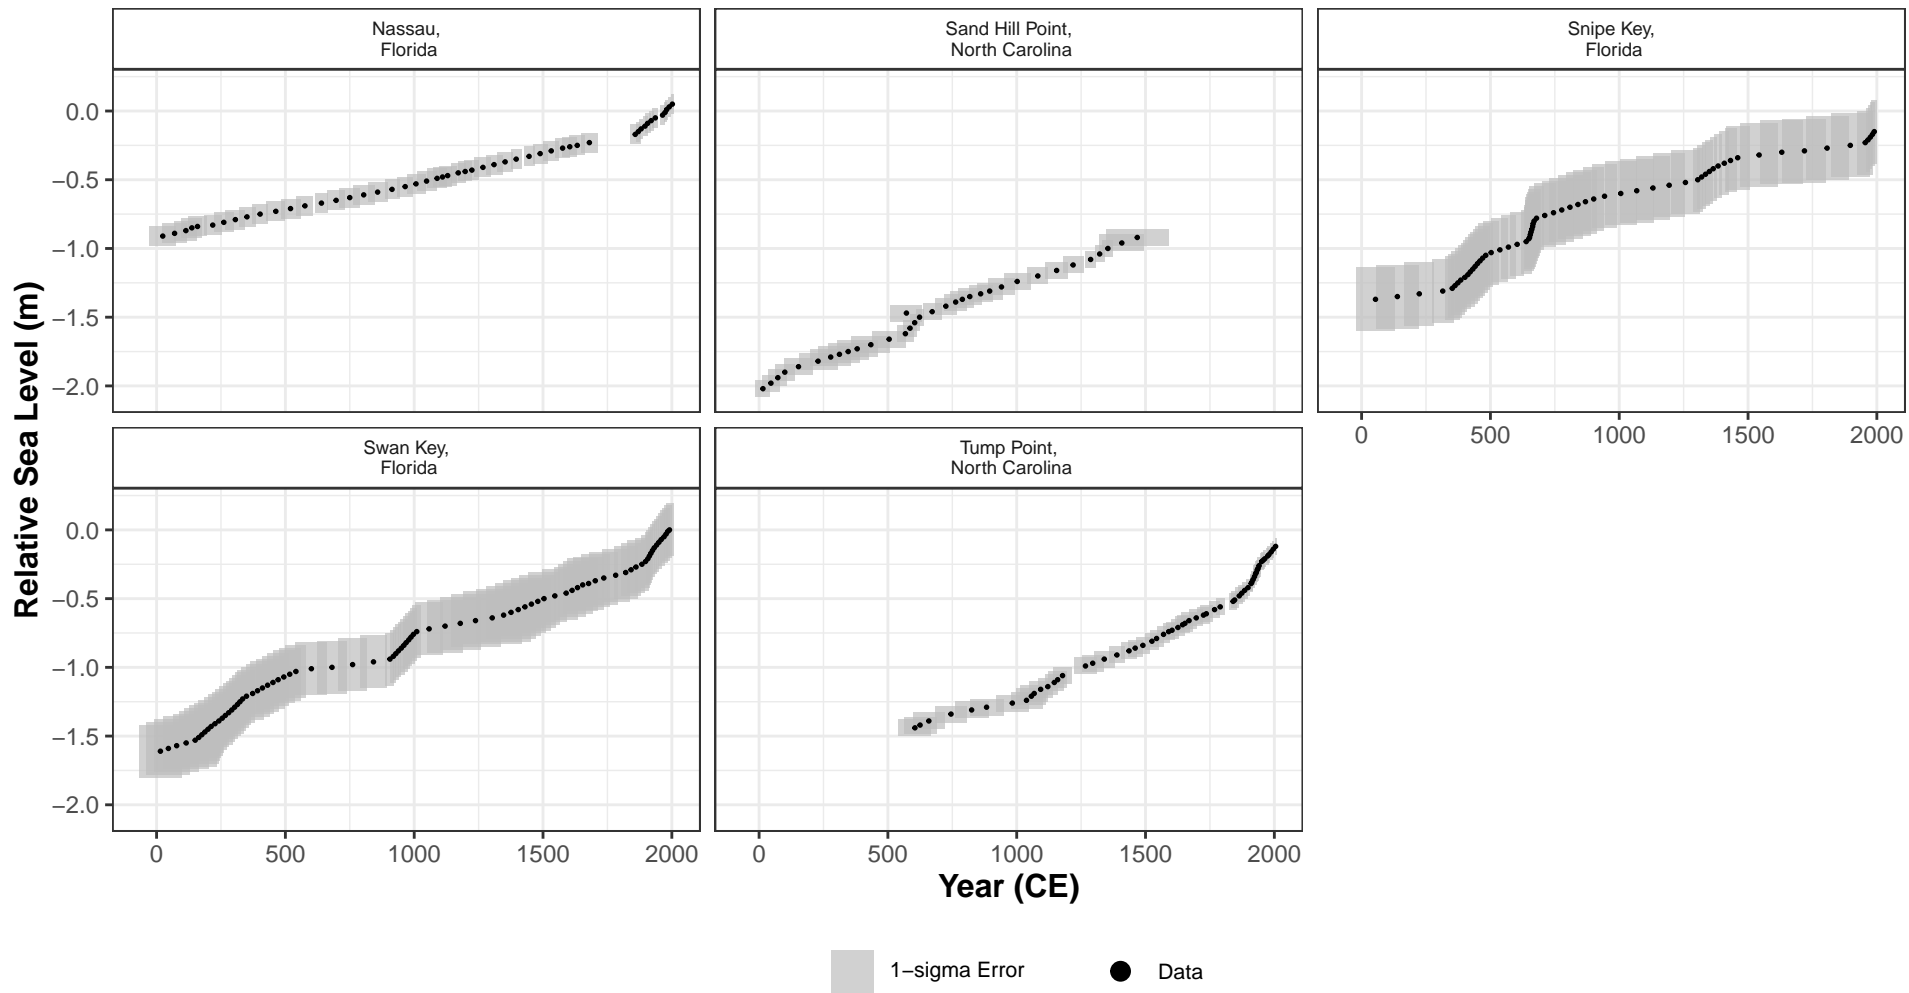 Nassau,
Florida
Sand Hill Point,
North Carolina
Snipe Key,
Florida
0.0
−0.5
−1.0
−1.5
−2.0
0
500
1000
1500
2000
Swan Key,
Florida
Tump Point,
North Carolina
0.0
−0.5
−1.0
−1.5
−2.0
0
500
1000
1500
2000
0
500
1000
1500
2000
Relative Sea Level (m)
Year (CE)
1−sigma Error
Data